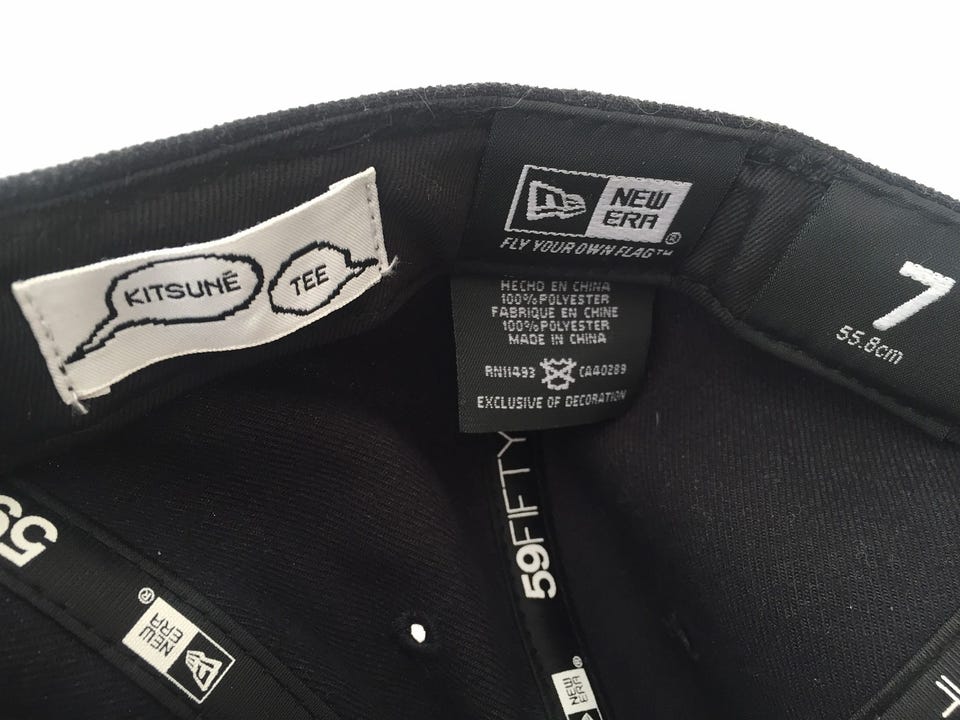 KITSUNÉ
TEE
NEW
ERA
®
FLY YOUR OWN FLAG™
HECHO EN CHINA
100% POLYESTER
FABRIQUE EN CHINE
100% POLYESTER
MADE IN CHINA
RN11493 CA40289
EXCLUSIVE OF DECORATION
7
55.8cm
59FIFTY
NEW
ERA
®
59
NEW
ERA
®